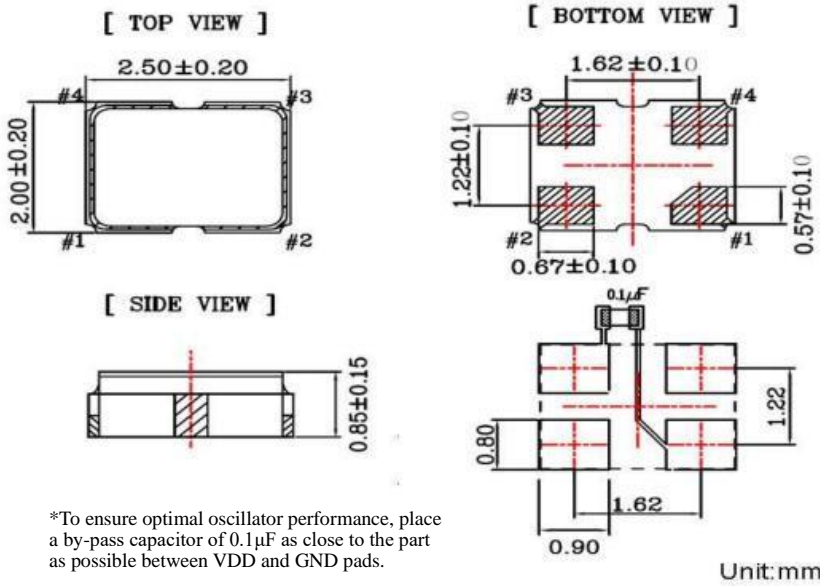 [ TOP VIEW ]
2.50±0.20
#4
#3
2.00±0.20
#1
#2
[ BOTTOM VIEW ]
1.62±0.10
#3
#4
1.22±0.10
0.57±0.10
#2
#1
0.67±0.10
[ SIDE VIEW ]
0.85±0.15
0.1μF
1.22
0.80
1.62
0.90
*To ensure optimal oscillator performance, place
a by-pass capacitor of 0.1μF as close to the part
as possible between VDD and GND pads.
Unit:mm